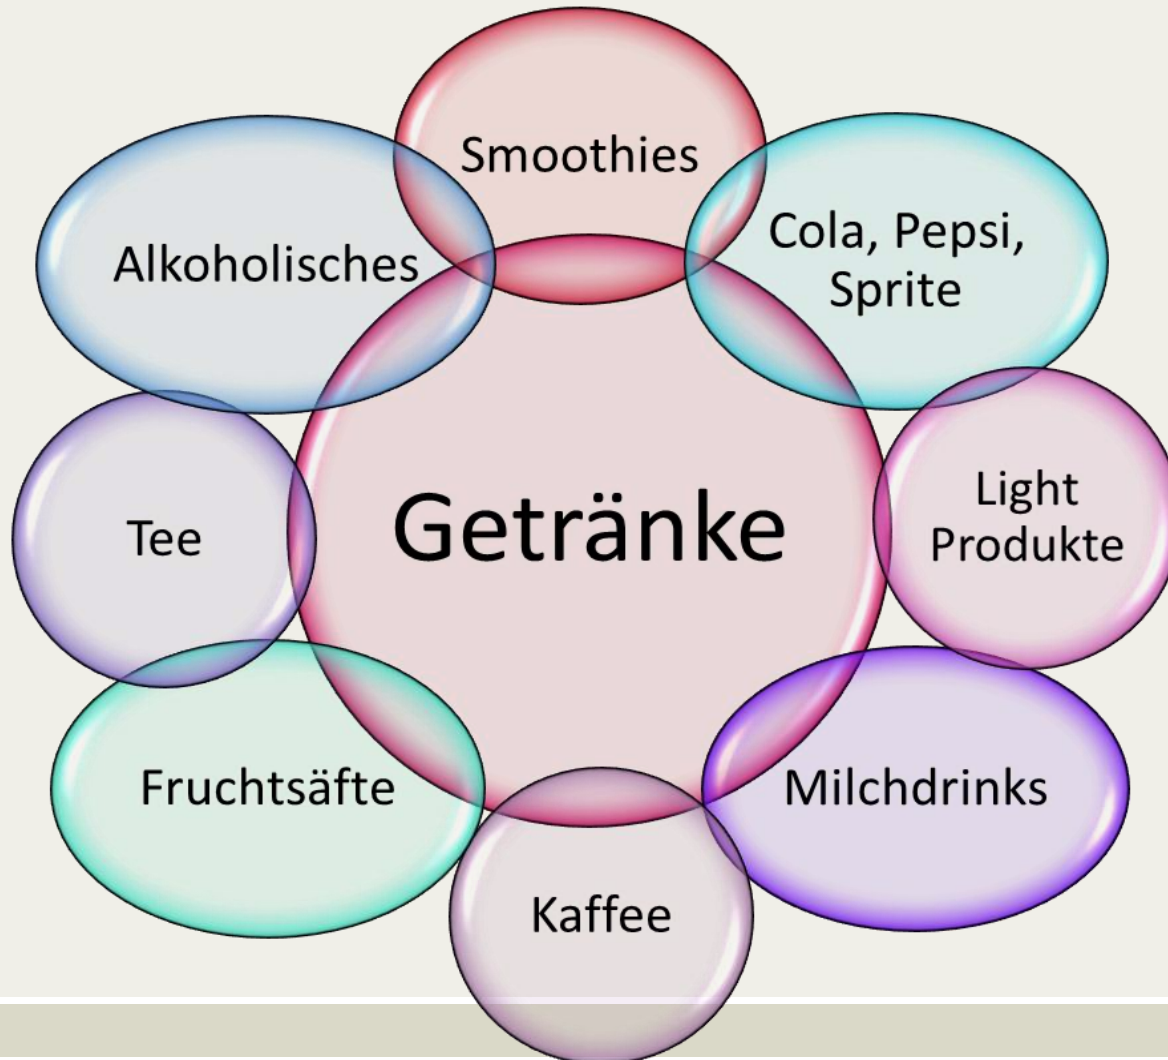 Smoothies
Cola, Pepsi,
Sprite
Alkoholisches
Light
Produkte
Getränke
Tee
Fruchtsäfte
Milchdrinks
Kaffee